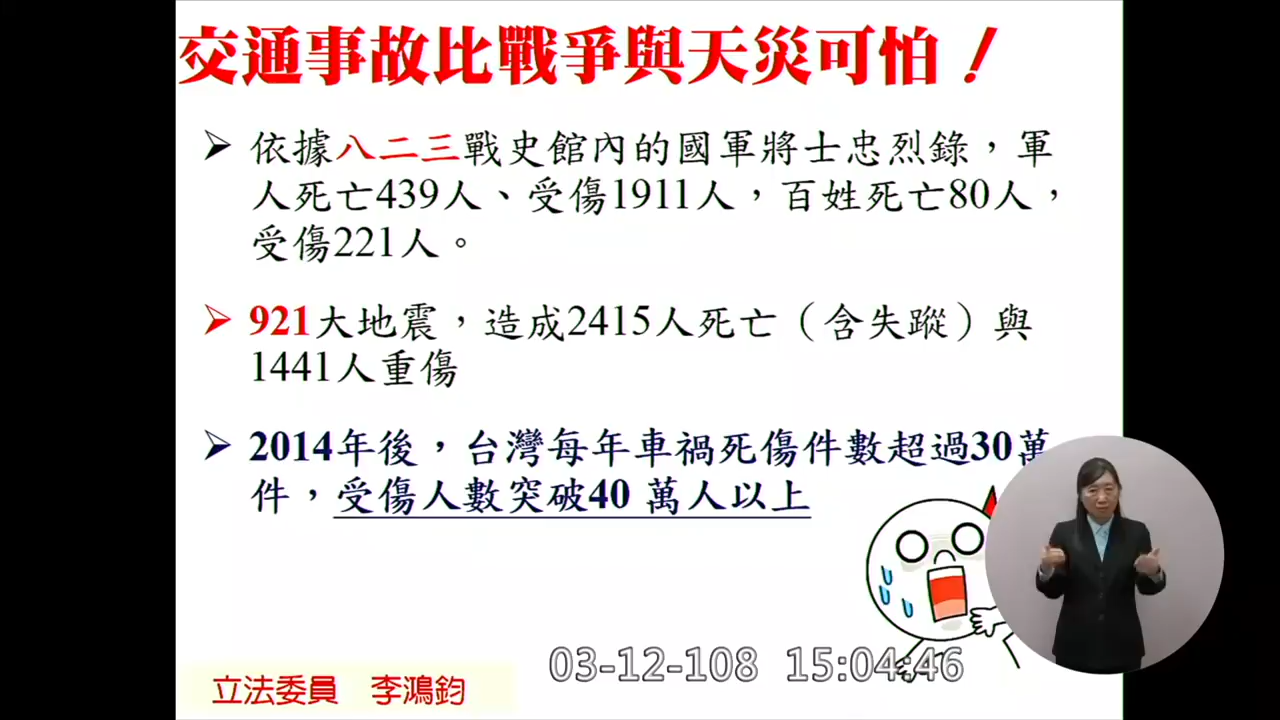 交通事故比戰爭與天災可怕！
依據八二三戰史館內的國軍將士忠烈錄，軍
人死亡439人、受傷1911人，百姓死亡80人，
受傷221人。
921大地震，造成2415人死亡（含失蹤）與
1441人重傷
2014年後，台灣每年車禍死傷件數超過30萬
件，受傷人數突破40 萬人以上
03-12-108 15:04:46
立法委員 李鴻鈞